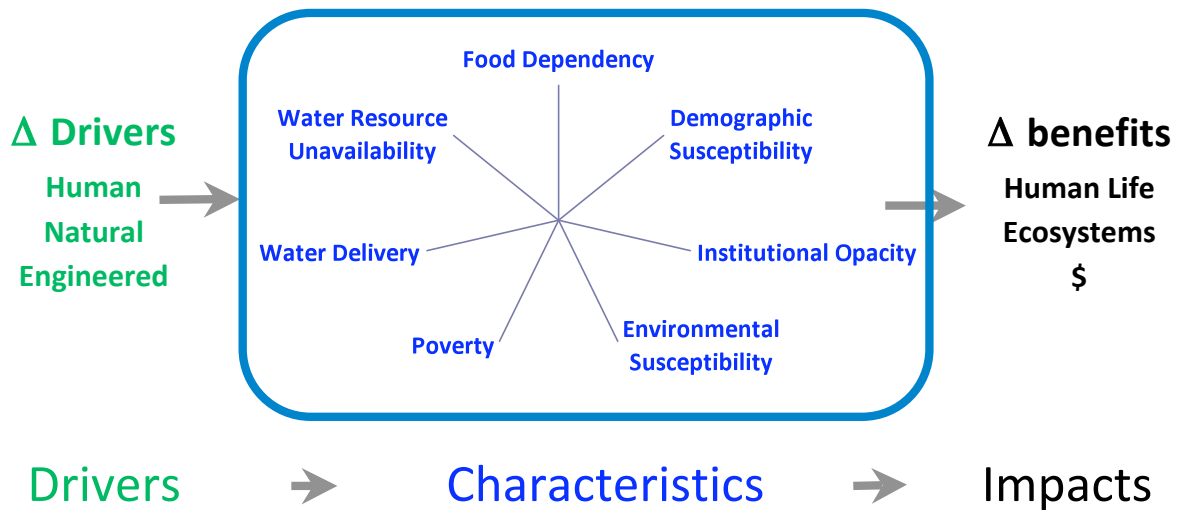 Δ Drivers
Human
Natural
Engineered
Food Dependency
Water Resource
Unavailability
Demographic
Susceptibility
Water Delivery
Institutional Opacity
Poverty
Environmental
Susceptibility
Δ benefits
Human Life
Ecosystems
$
Drivers
Characteristics
Impacts